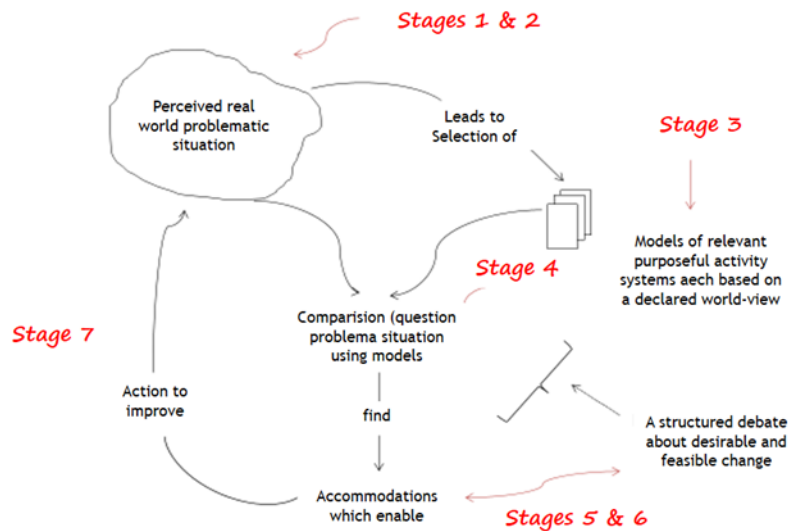 Stages 1 & 2
Perceived real
world problematic
situation
Leads to
Selection of
Stage 3
Models of relevant
purposeful activity
systems aech based on
a declared world-view
Stage 4
Comparision (question
problema situation
using models
Stage 7
Action to
improve
find
A structured debate
about desirable and
feasible change
Accommodations
which enable
Stages 5 & 6